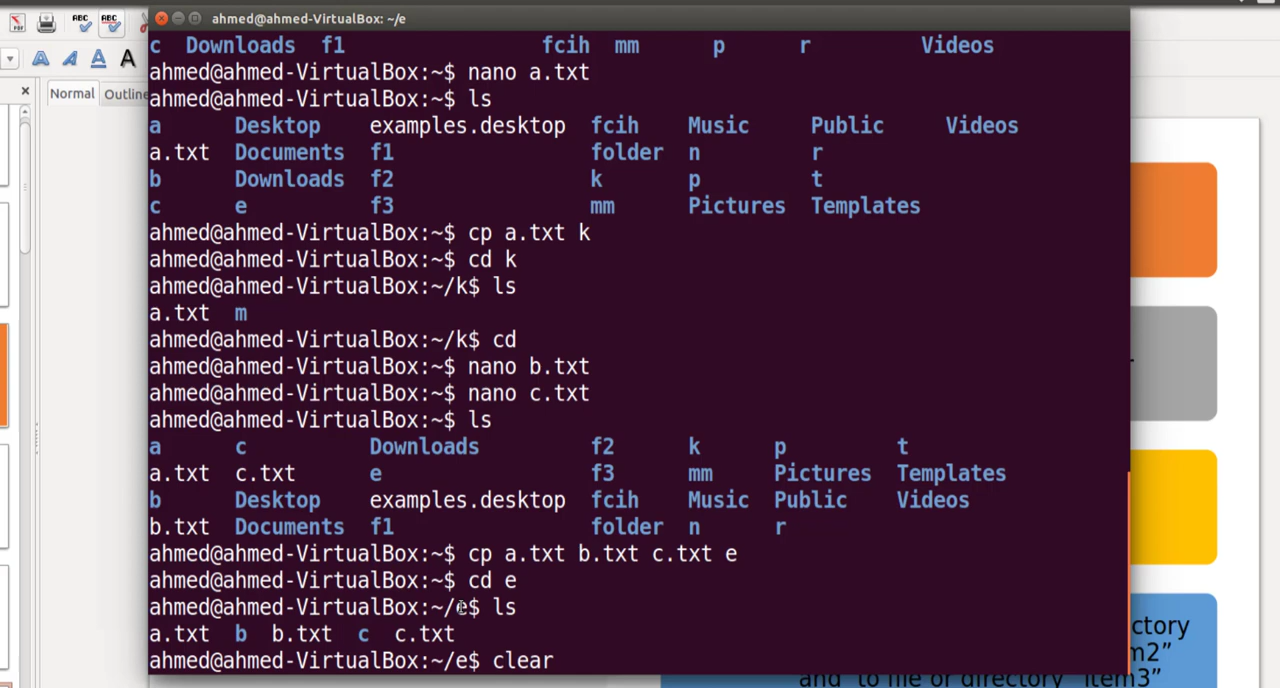 ahmed@ahmed-VirtualBox: ~/e
Normal Outline
c Downloads f1 fcih mm p r Videos
ahmed@ahmed-VirtualBox:~$ nano a.txt
ahmed@ahmed-VirtualBox:~$ ls
a Desktop examples.desktop fcih Music Public Videos
a.txt Documents f1 folder n r
b Downloads f2 k p t
c e f3 mm Pictures Templates
ahmed@ahmed-VirtualBox:~$ cp a.txt k
ahmed@ahmed-VirtualBox:~$ cd k
ahmed@ahmed-VirtualBox:~/k$ ls
a.txt m
ahmed@ahmed-VirtualBox:~/k$ cd
ahmed@ahmed-VirtualBox:~$ nano b.txt
ahmed@ahmed-VirtualBox:~$ nano c.txt
ahmed@ahmed-VirtualBox:~$ ls
a c Downloads f2 k p t
a.txt c.txt e f3 mm Pictures Templates
b Desktop examples.desktop fcih Music Public Videos
b.txt Documents f1 folder n r
ahmed@ahmed-VirtualBox:~$ cp a.txt b.txt c.txt e
ahmed@ahmed-VirtualBox:~$ cd e
ahmed@ahmed-VirtualBox:~/e$ ls
a.txt b b.txt c c.txt
ahmed@ahmed-VirtualBox:~/e$ clear
ctory
m2”
and to file or directory "item3"